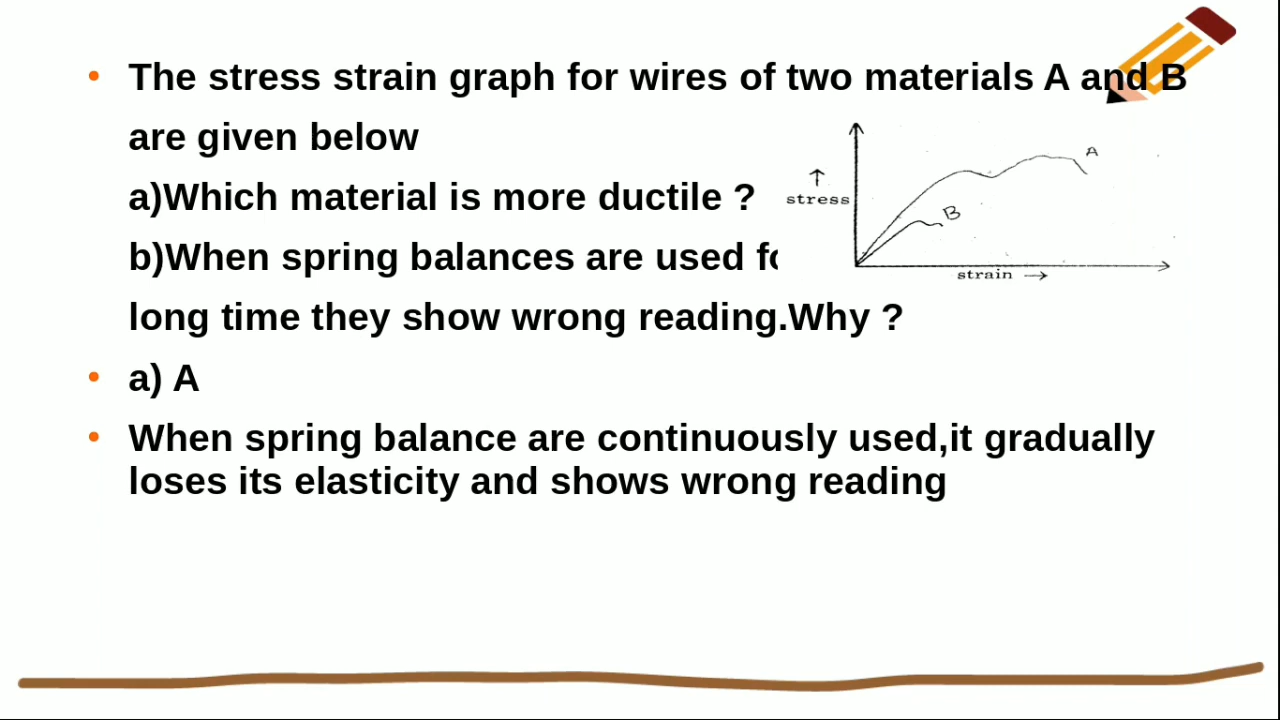 The stress strain graph for wires of two materials A and B
are given below
a)Which material is more ductile ?
b)When spring balances are used
long time they show wrong reading.Why ?
A
B
stress
strain
a) A
When spring balance are continuously used,it gradually
loses its elasticity and shows wrong reading